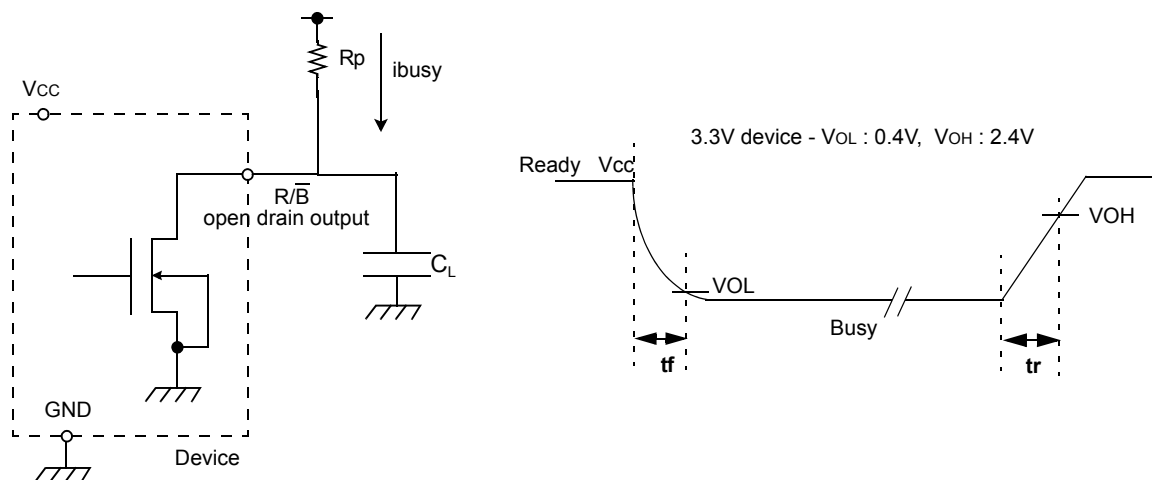 Rp
ibusy
VCC
R/B̅
open drain output
CL
GND
Device
3.3V device - VOL : 0.4V, VOH : 2.4V
Ready Vcc
VOH
VOL
Busy
tf
tr